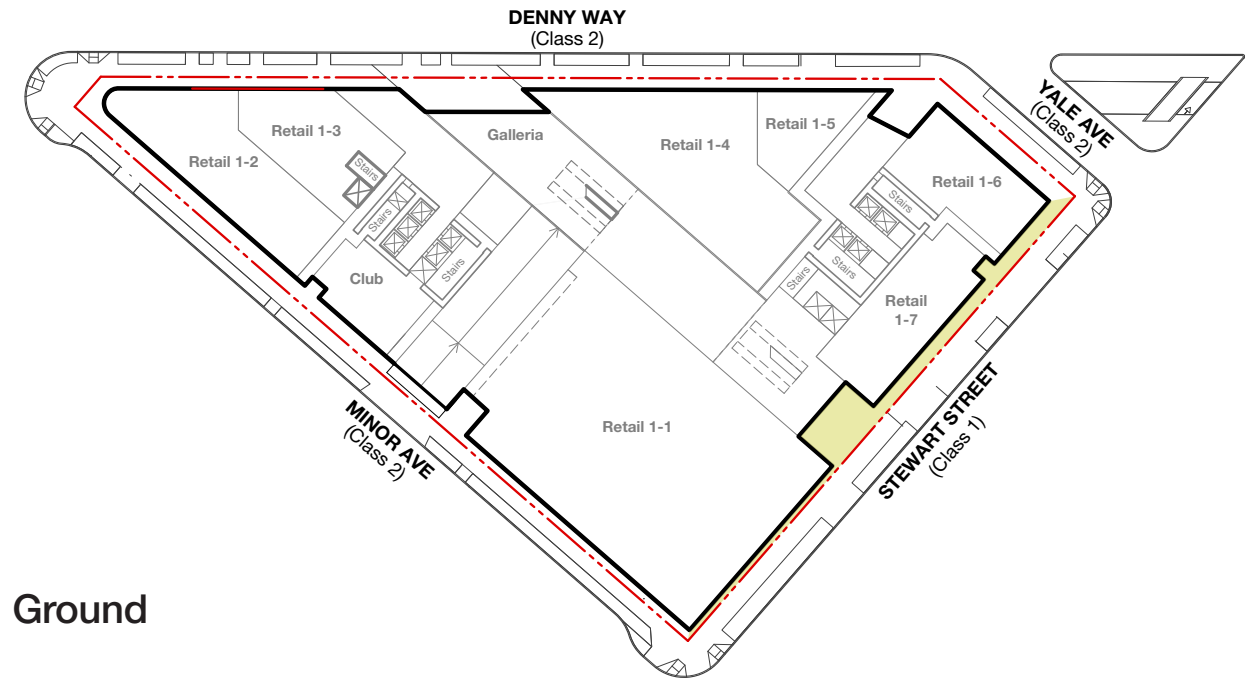 DENNY WAY
(Class 2)
YALE AVE
(Class 2)
Retail 1-3
Retail 1-2
Galleria
Retail 1-4
Retail 1-5
Retail 1-6
Stairs
Stairs
Stairs
Stairs
Stairs
Stairs
Club
Retail
1-7
Retail 1-1
MINOR AVE
(Class 2)
STEWART STREET
(Class 1)
Ground